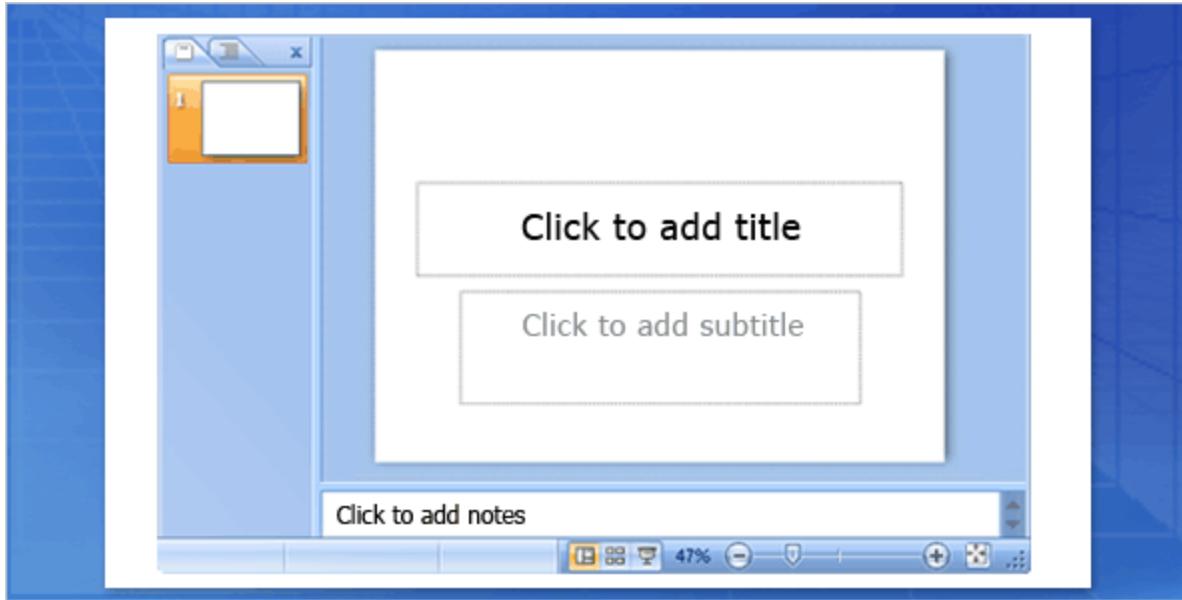 1
Click to add title
Click to add subtitle
Click to add notes
47%